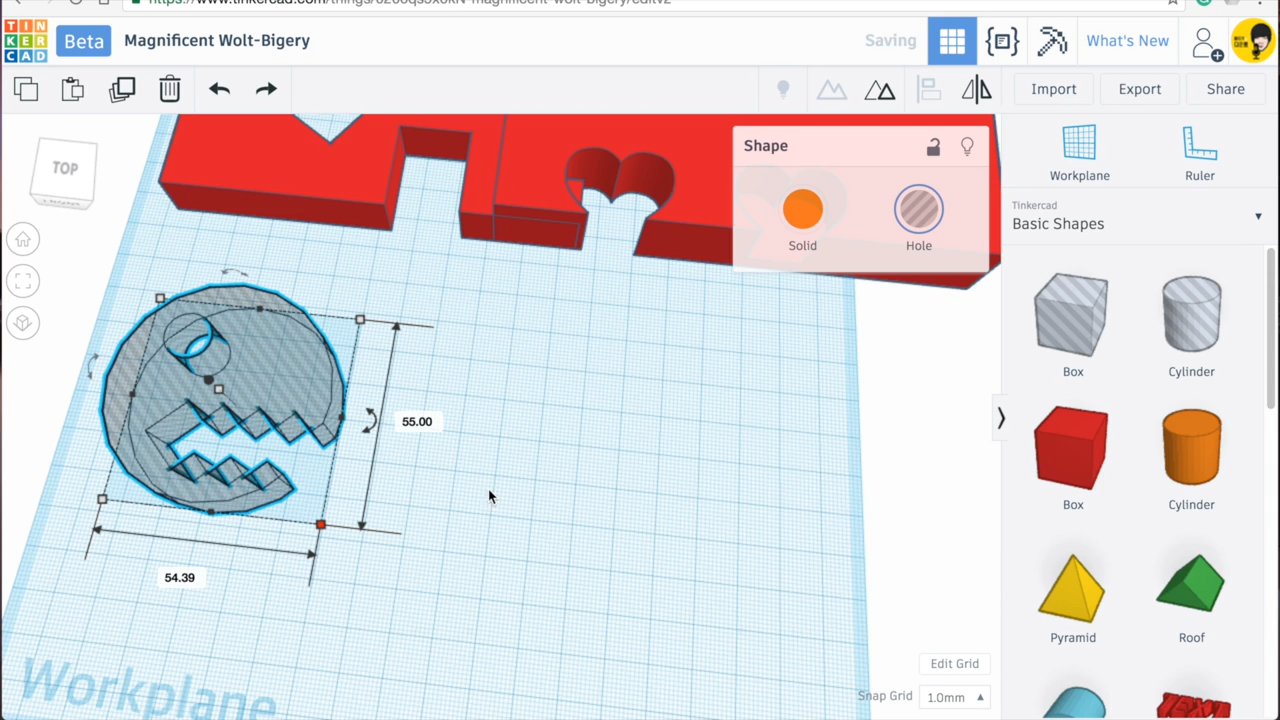 TIN
KER
CAD
Beta
Magnificent Wolt-Bigery
Saving
What's New
Import
Export
Share
TOP
Shape
Solid
Hole
Workplane
Ruler
Tinkercad
Basic Shapes
Box
Cylinder
Box
Cylinder
Pyramid
Roof
55.00
54.39
Workplane
Edit Grid
Snap Grid
1.0mm
TEXT